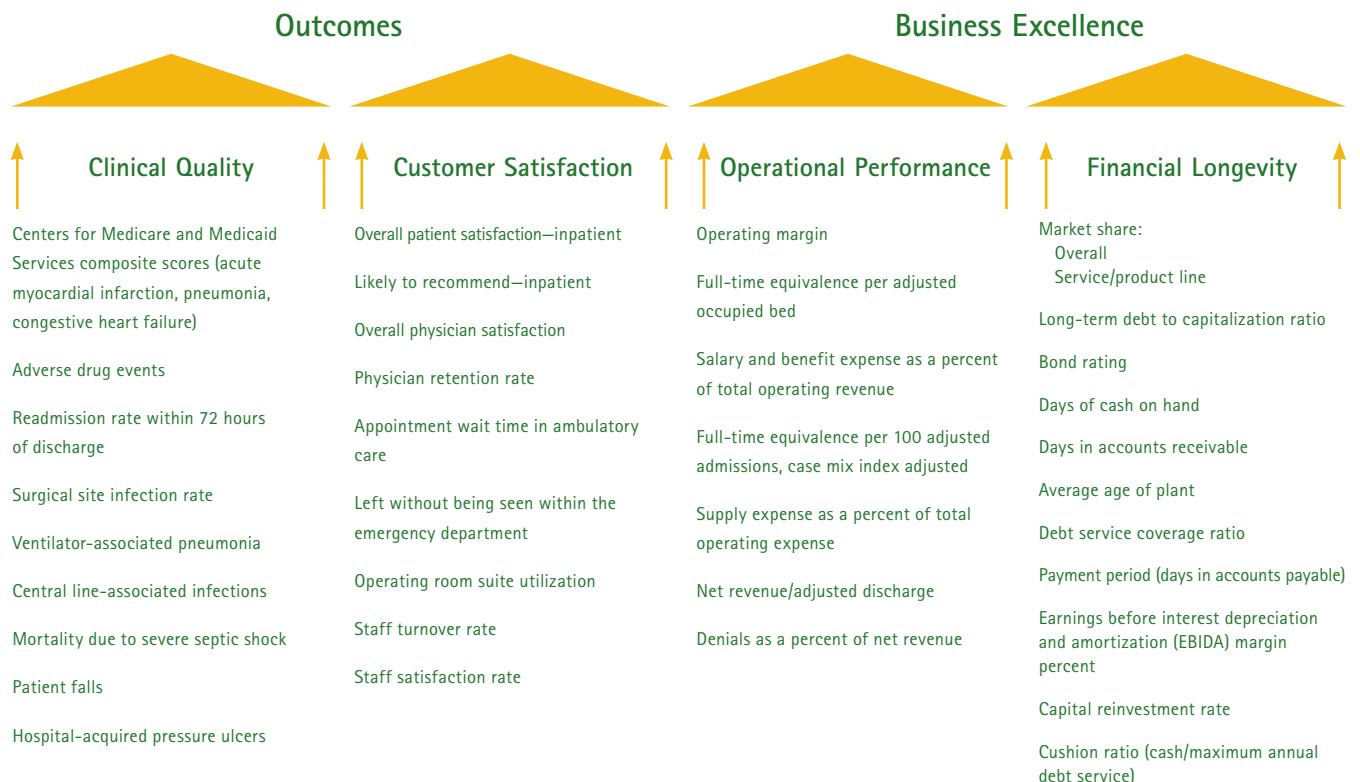 Outcomes
Business Excellence
Clinical Quality
Centers for Medicare and Medicaid
Services composite scores (acute
myocardial infarction, pneumonia,
congestive heart failure)
Adverse drug events
Readmission rate within 72 hours
of discharge
Surgical site infection rate
Ventilator-associated pneumonia
Central line-associated infections
Mortality due to severe septic shock
Patient falls
Hospital-acquired pressure ulcers
Customer Satisfaction
Overall patient satisfaction—inpatient
Likely to recommend—inpatient
Overall physician satisfaction
Physician retention rate
Appointment wait time in ambulatory
care
Left without being seen within the
emergency department
Operating room suite utilization
Staff turnover rate
Staff satisfaction rate
Operational Performance
Operating margin
Full-time equivalence per adjusted
occupied bed
Salary and benefit expense as a percent
of total operating revenue
Full-time equivalence per 100 adjusted
admissions, case mix index adjusted
Supply expense as a percent of total
operating expense
Net revenue/adjusted discharge
Denials as a percent of net revenue
Financial Longevity
Market share:
Overall
Service/product line
Long-term debt to capitalization ratio
Bond rating
Days of cash on hand
Days in accounts receivable
Average age of plant
Debt service coverage ratio
Payment period (days in accounts payable)
Earnings before interest depreciation
and amortization (EBIDA) margin
percent
Capital reinvestment rate
Cushion ratio (cash/maximum annual
debt service)